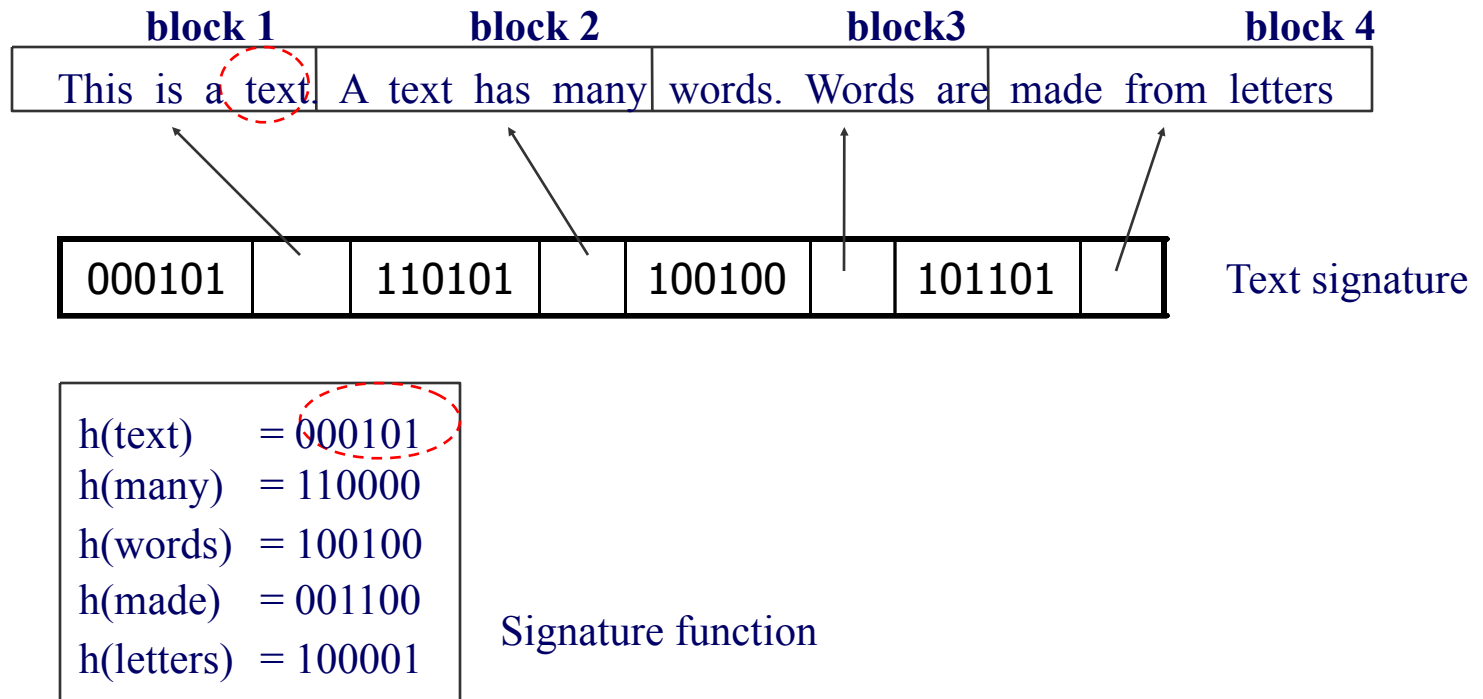 block 1 block 2 block3 block 4
This is a text. A text has many words. Words are made from letters
000101 110101 100100 101101 Text signature
h(text) = 000101
h(many) = 110000
h(words) = 100100
h(made) = 001100
Signature function
h(letters) = 100001